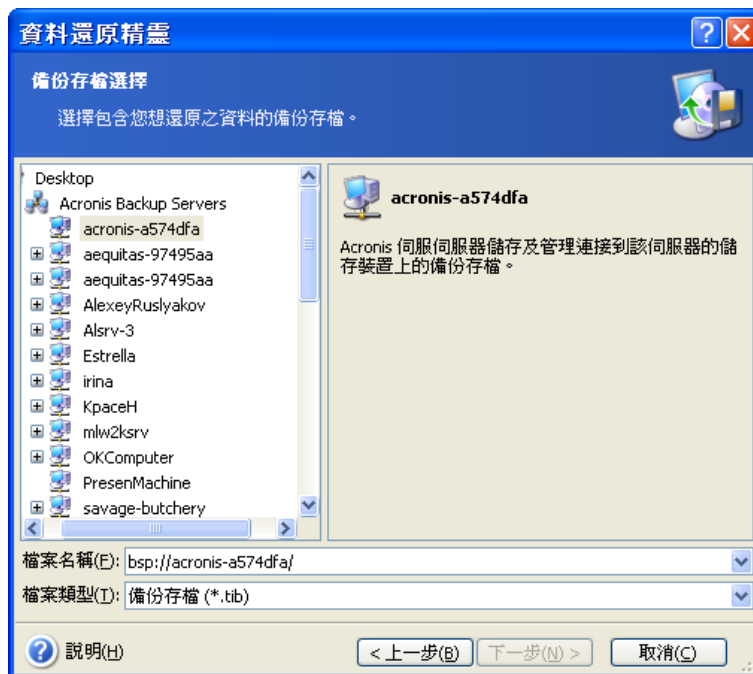 資料還原精靈
備份存檔選擇
選擇包含您想還原之資料的備份存檔。
Desktop
Acronis Backup Servers
acronis-a574dfa
aequitas-97495aa
aequitas-97495aa
AlexeyRuslyakov
Alsrv-3
Estrella
irina
KpaceH
mlw2ksrv
OKComputer
PresenMachine
savage-butchery
acronis-a574dfa
Acronis 伺服伺服器儲存及管理連接到該伺服器的儲
存裝置上的備份存檔。
檔案名稱(F): bsp://acronis-a574dfa/
檔案類型(T): 備份存檔 (*.tib)
說明(H)
< 上一步(B)
下一步(N) >
取消(C)